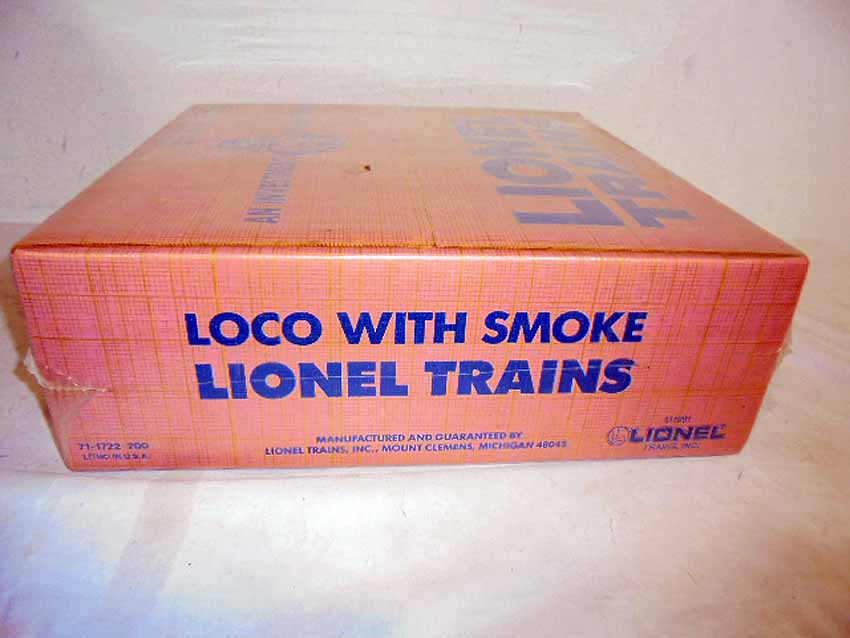 LIONEL
TRAINS
AN INVESTMENT
LOCO WITH SMOKE
LIONEL TRAINS
71-1722-200
LITHO IN U.S.A.
MANUFACTURED AND GUARANTEED BY
LIONEL TRAINS, INC., MOUNT CLEMENS, MICHIGAN 48045
LIONEL
TRAINS, INC.